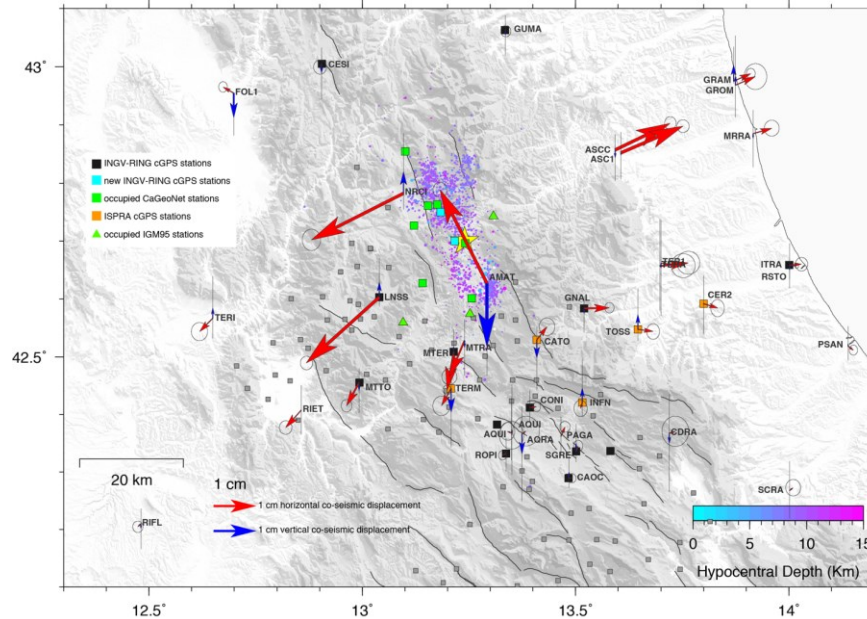 GUMA
43˚
CESI
FOL1
GRAM
GROM
MRRA
ASCC
ASC1
INGV-RING cGPS stations
new INGV-RING cGPS stations
occupied CaGeoNet stations
ISPRA cGPS stations
occupied IGM95 stations
NRCI
ITRA
RSTO
AMAT
LNSS
GNAL
CER2
TERI
TOSS
PSAN
42.5˚
MTER
MTRA
CATO
MTTO
TERM
RIET
CONI
INFN
AQUI
AQUI
AQRA
PAGA
CDRA
ROPI
SGRE
20 km
1 cm
CAOC
SCRA
1 cm horizontal co-seismic displacement
RIFL
1 cm vertical co-seismic displacement
0 5 10 15
Hypocentral Depth (Km)
12.5˚ 13˚ 13.5˚ 14˚